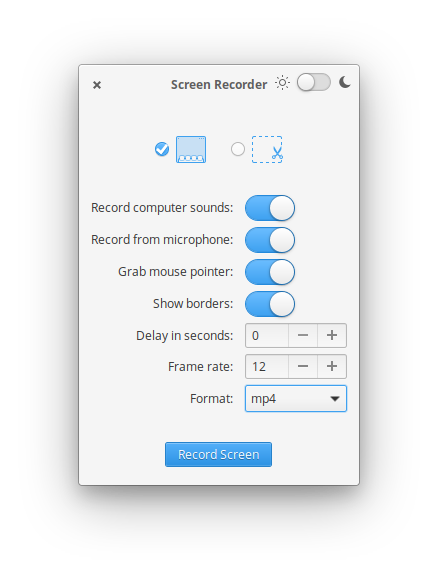 Screen Recorder
Record computer sounds:
Record from microphone:
Grab mouse pointer:
Show borders:
Delay in seconds: 0
Frame rate: 12
Format: mp4
Record Screen